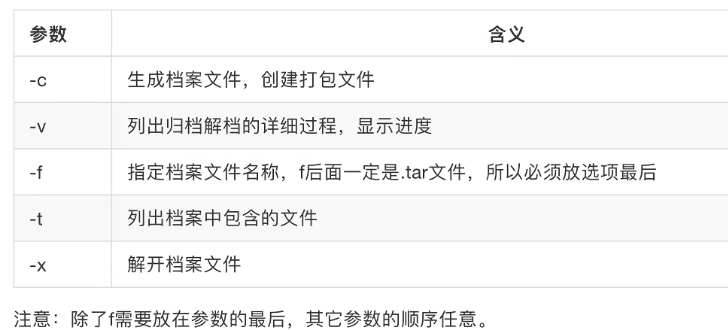 参数 含义
-c 生成档案文件，创建打包文件
-v 列出归档解档的详细过程，显示进度
-f 指定档案文件名称，f后面一定是.tar文件，所以必须放选项最后
-t 列出档案中包含的文件
-x 解开档案文件
注意：除了f需要放在参数的最后，其它参数的顺序任意。